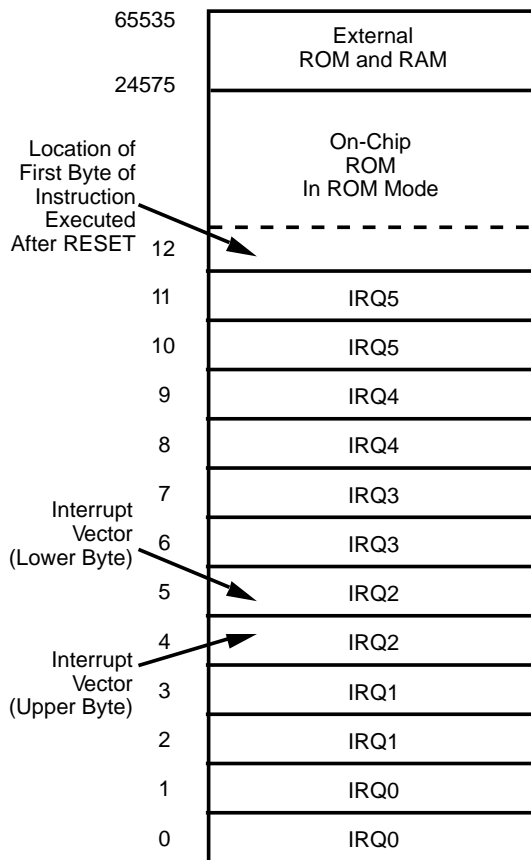 65535
External
ROM and RAM
24575
On-Chip
ROM
In ROM Mode
Location of
First Byte of
Instruction
Executed
After RESET
12
11
IRQ5
10
IRQ5
9
IRQ4
8
IRQ4
7
IRQ3
Interrupt
Vector
(Lower Byte)
6
IRQ3
5
IRQ2
4
IRQ2
Interrupt
Vector
(Upper Byte)
3
IRQ1
2
IRQ1
1
IRQ0
0
IRQ0